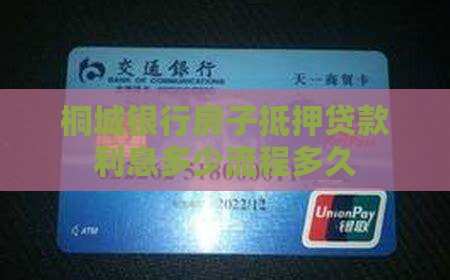 交通銀行
BANK OF COMMUNICATIONS
天一商贸卡
桐城银行房子抵押贷款
利息多少流程多久
2022/12
ATM
UnionPay
银联